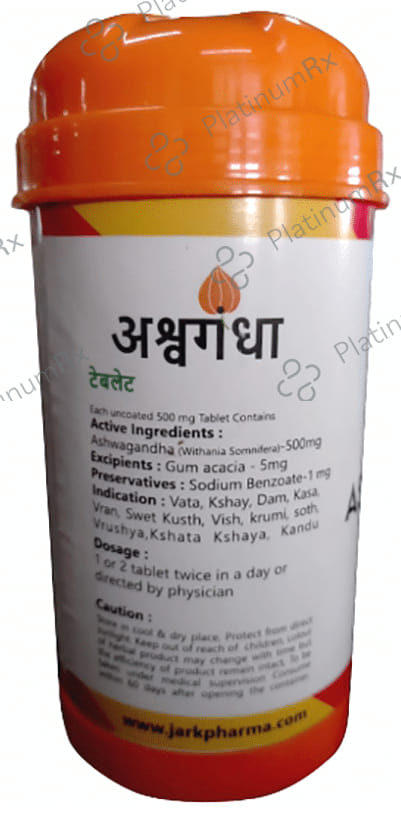 अश्वगंधा
टेबलेट
Each uncoated 500 mg Tablet Contains
Active Ingredients :
Ashwagandha (Withania Somnifera)-500mg
Excipients : Gum acacia - 5mg
Preservatives : Sodium Benzoate-1 mg
Indication : Vata, Kshay, Dam, Kasa,
Vran, Swet Kusth, Vish, krumi, soth,
Vrushya,Kshata Kshaya, Kandu
Dosage :
1 or 2 tablet twice in a day or
directed by physician
Caution :
Store in cool & dry place, Protect from direct
sunlight. Keep out of reach of children, colour
of herbal product may change with time but
the efficiency of product remain intact. To be
taken under medical supervision Consume
within 60 days after opening the container.
www.jarkpharma.com
A
PlatinumRx
PlatinumRx
PlatinumRx
PlatinumRx
PlatinumRx